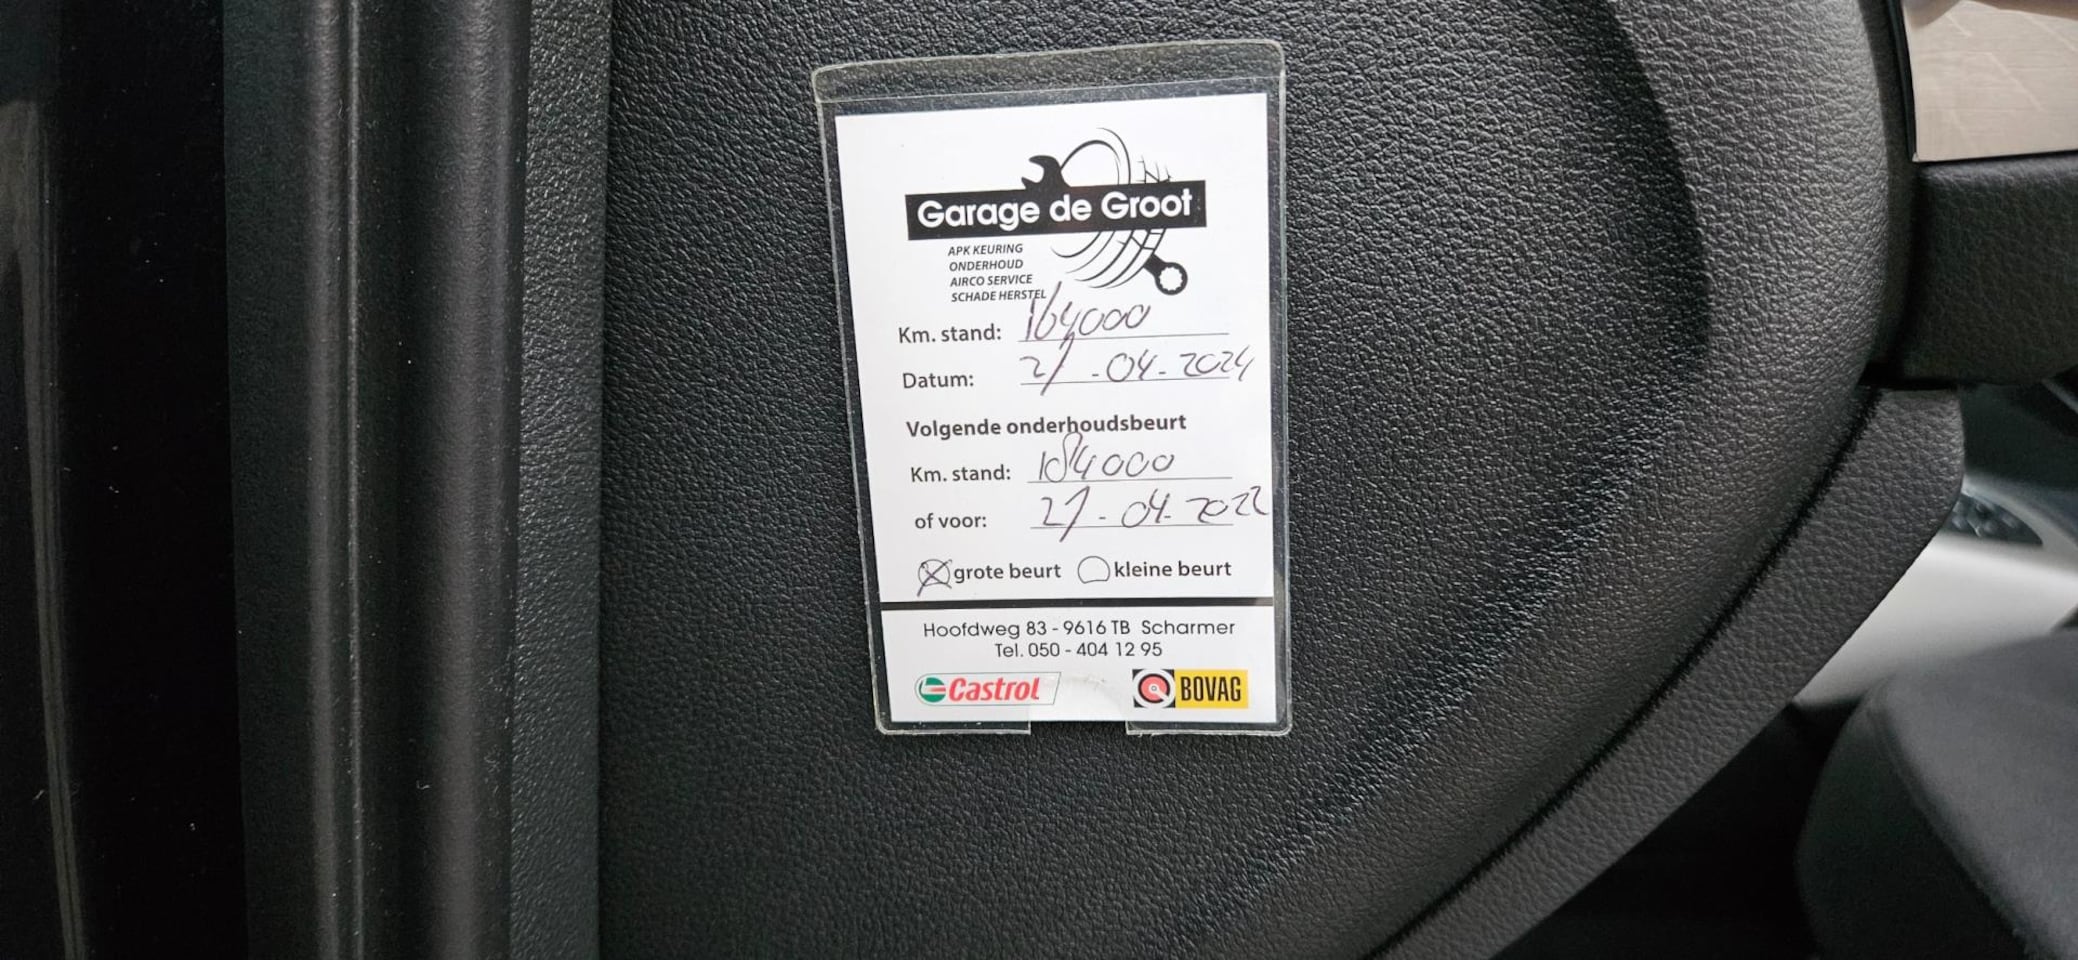 Garage de Groot
APK KEURING
ONDERHOUD
AIRCO SERVICE
SCHADE HERSTEL
Km. stand: 164000
Datum: 21-04-2024
Volgende onderhoudsbeurt
Km. stand: 184000
of voor: 21-04-2022
grote beurt kleine beurt
Hoofdweg 83 - 9616 TB Scharmer
Tel. 050 - 404 12 95
Castrol BOVAG